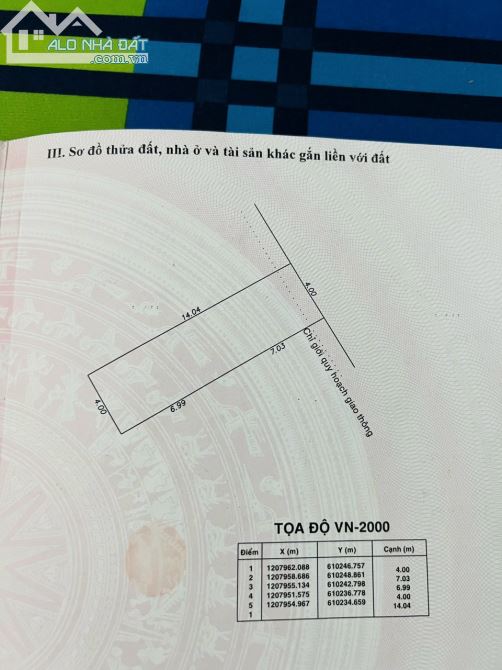 ALO NHÀ ĐẤT
.com.vn
III. Sơ đồ thửa đất, nhà ở và tài sản khác gắn liền với đất
4.00
14.04
7.03
Chỉ giới quy hoạch giao thông
4.00
6.99
TỌA ĐỘ VN-2000
Điểm X (m) Y (m) Cạnh (m)
1 1207962.088 610246.757
4.00
2 1207958.686 610248.861
7.03
3 1207955.134 610242.798
6.99
4 1207951.575 610236.778
4.00
5 1207954.967 610234.659
14.04
1